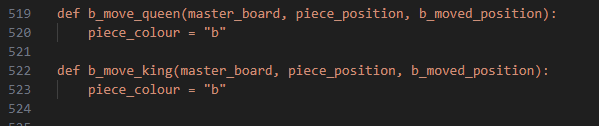 519 def b_move_queen(master_board, piece_position, b_moved_position):
520     piece_colour = "b"
521
522 def b_move_king(master_board, piece_position, b_moved_position):
523     piece_colour = "b"
524